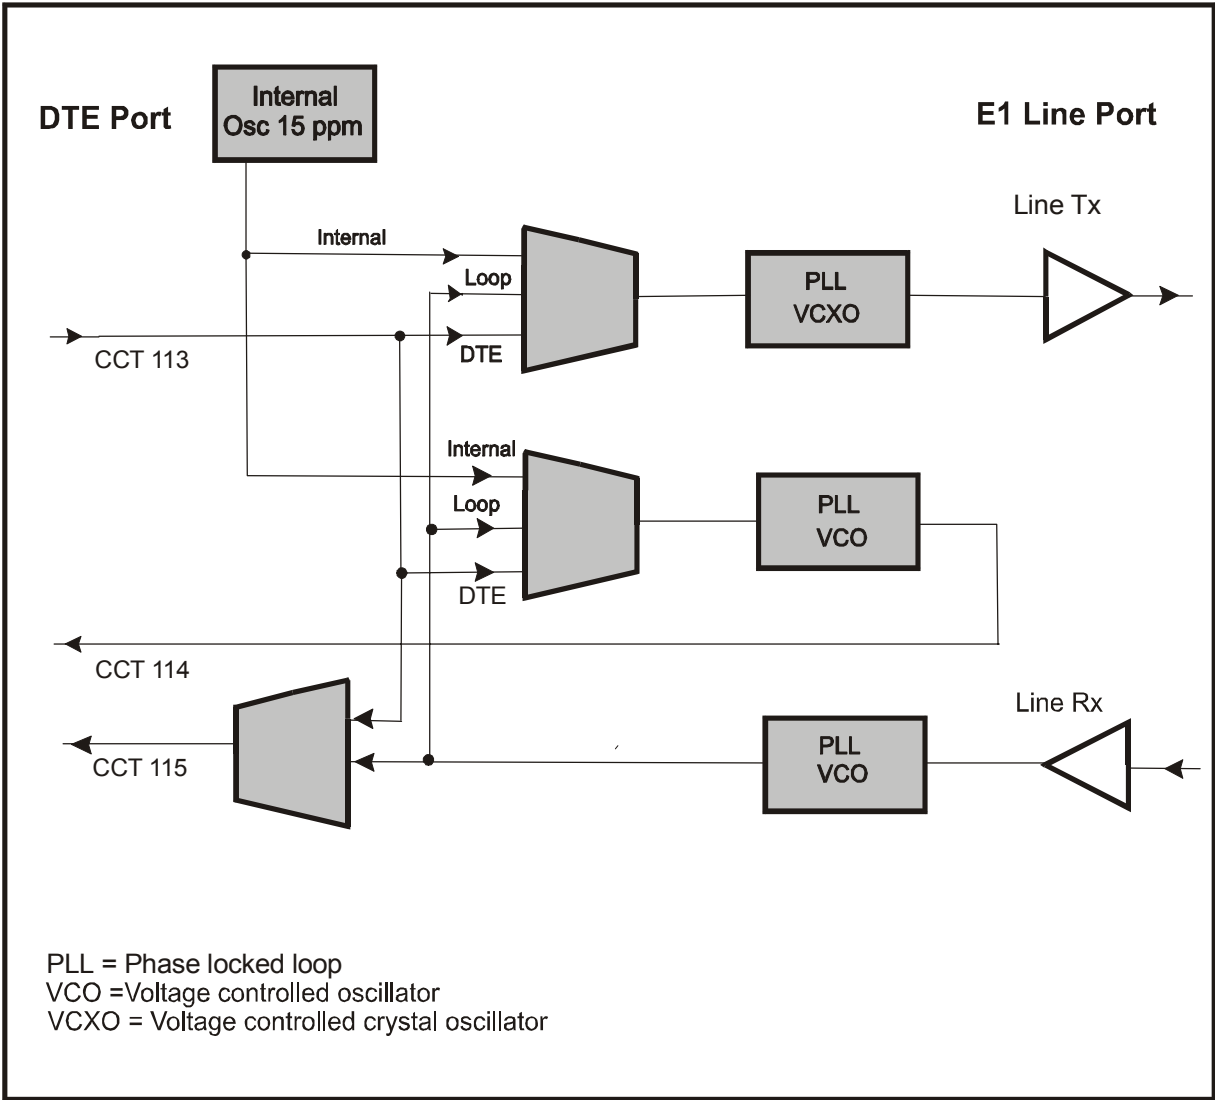 Internal
Osc 15 ppm
DTE Port
E1 Line Port
Line Tx
Internal
Loop
PLL
VCXO
DTE
CCT 113
Internal
Loop
PLL
VCO
DTE
CCT 114
Line Rx
PLL
VCO
CCT 115
PLL = Phase locked loop
VCO =Voltage controlled oscillator
VCXO = Voltage controlled crystal oscillator